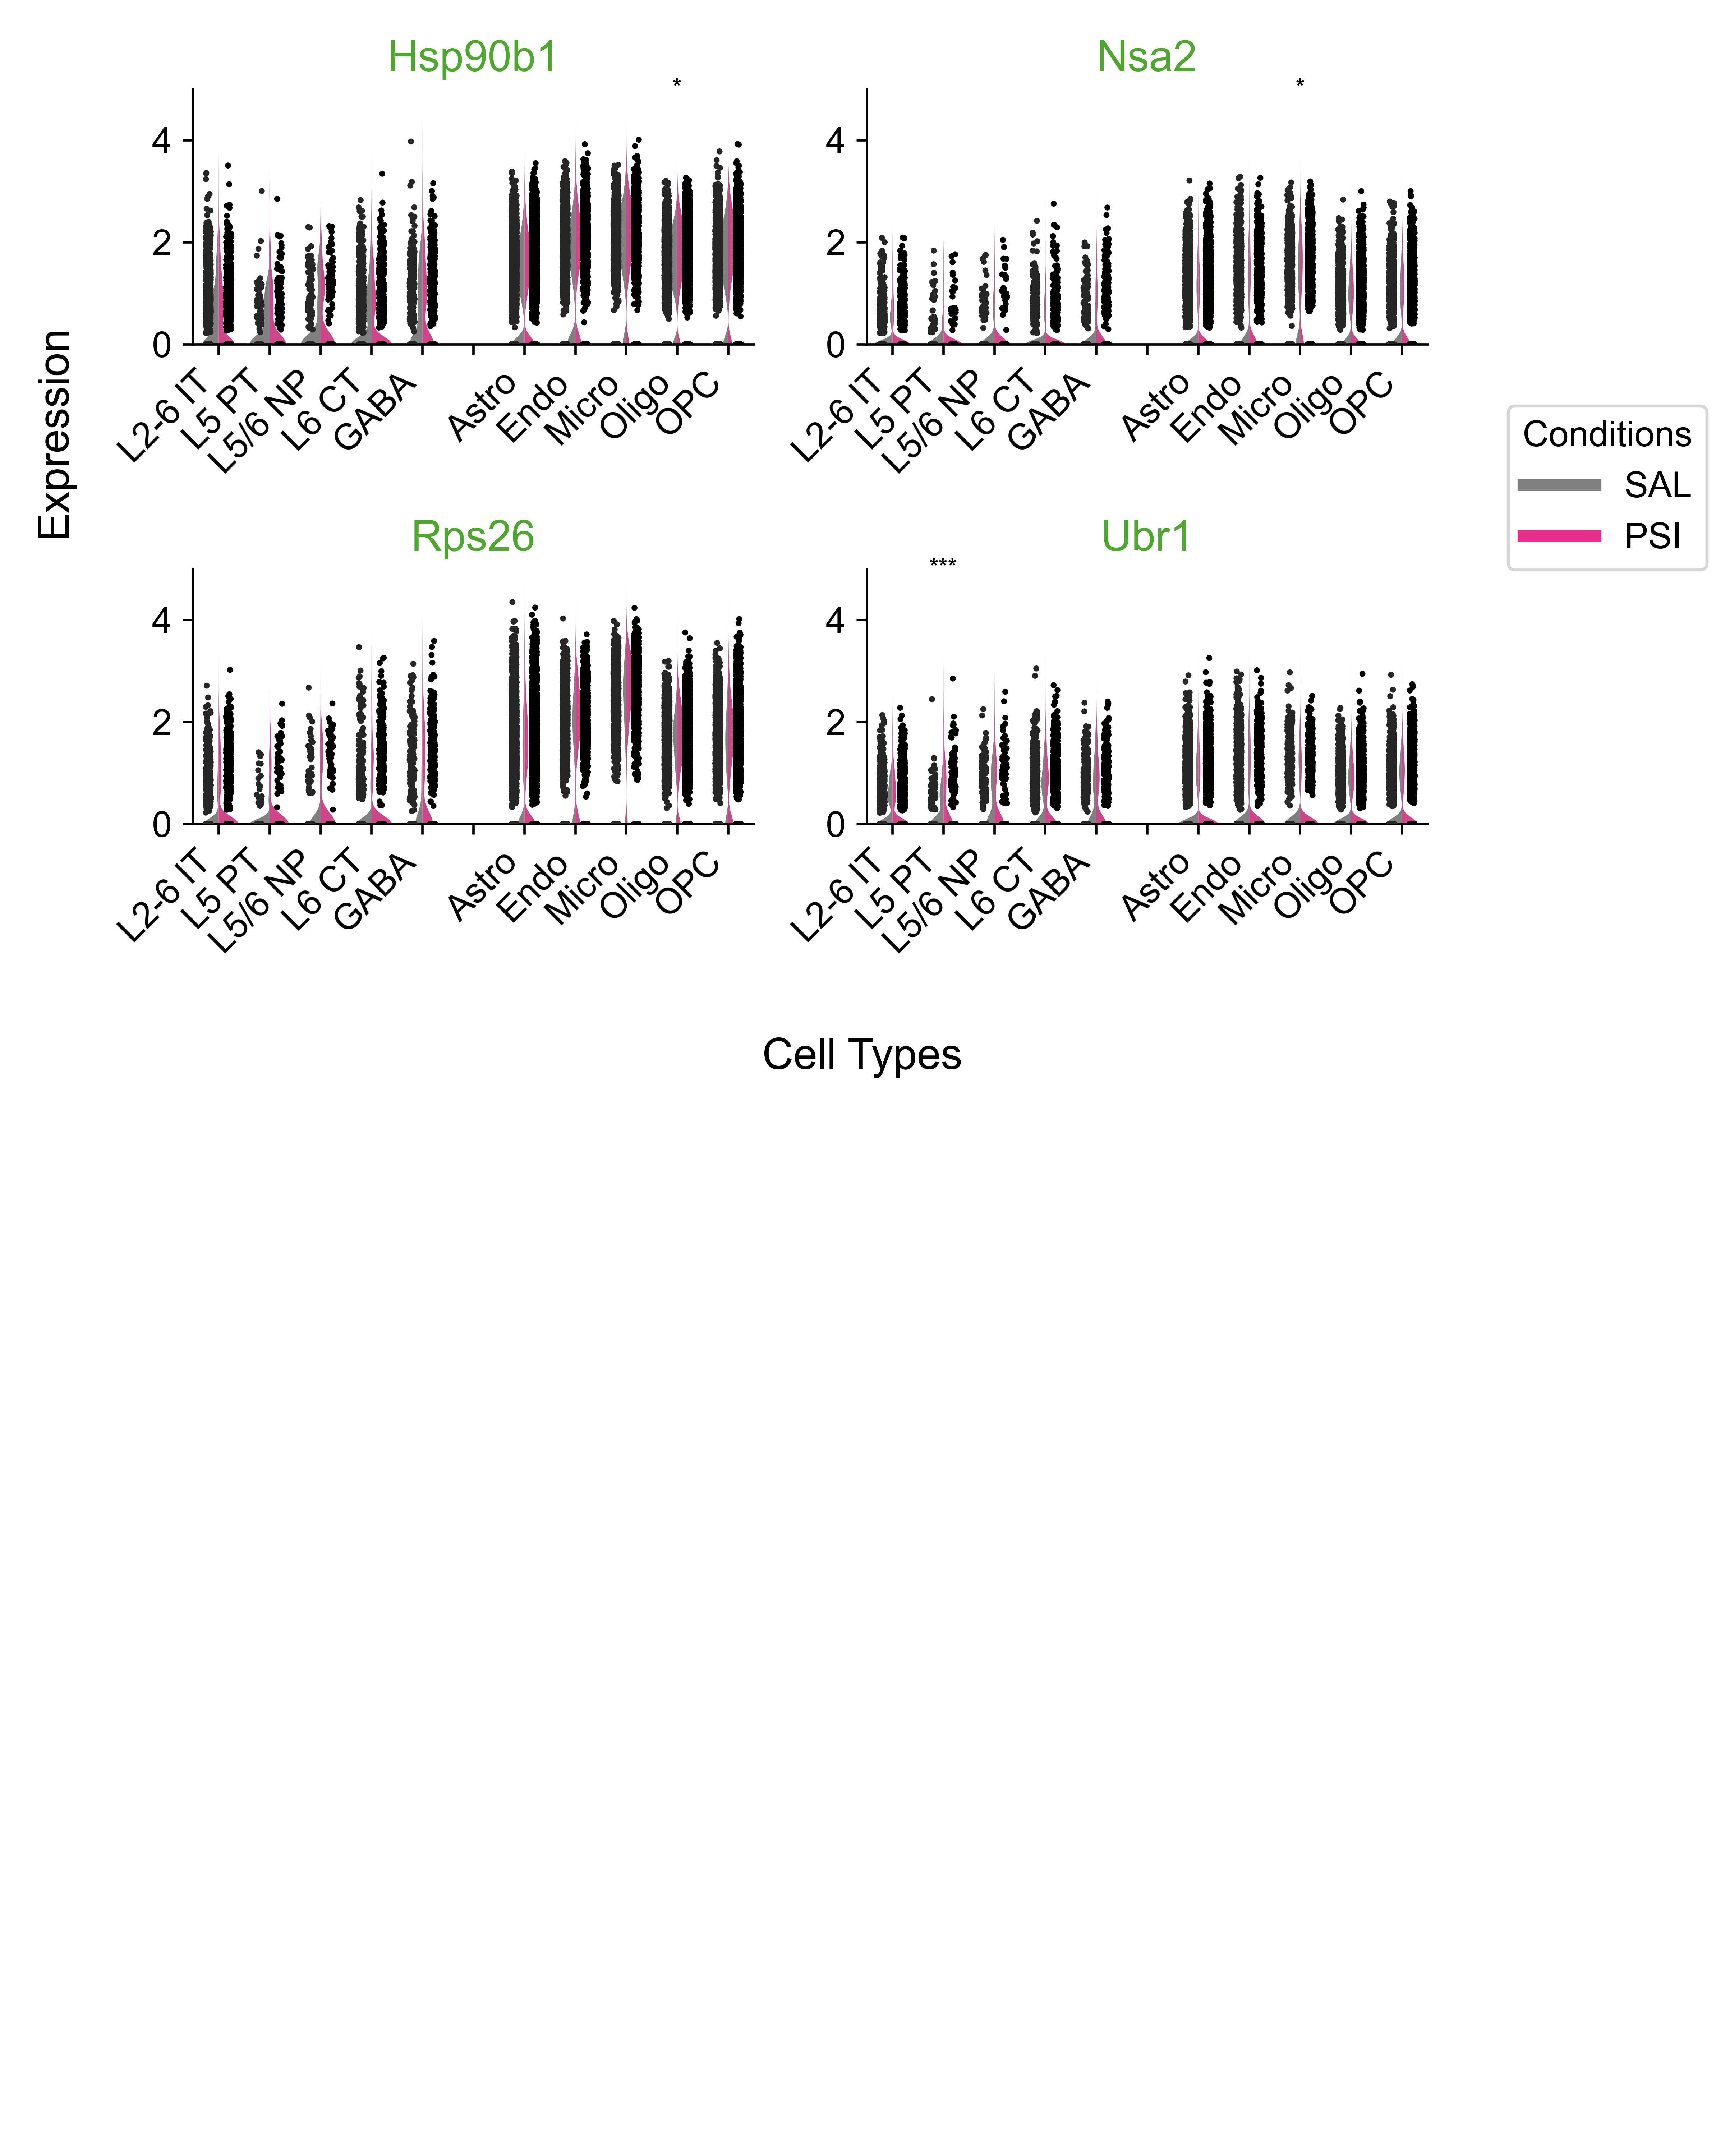 Hsp90b1
*
4
2
0
L2-6 IT
L5 PT
L5/6 NP
L6 CT
GABA
Astro
Endo
Micro
Oligo
OPC
Nsa2
*
4
2
0
L2-6 IT
L5 PT
L5/6 NP
L6 CT
GABA
Astro
Endo
Micro
Oligo
OPC
Expression
Conditions
SAL
PSI
Rps26
4
2
0
L2-6 IT
L5 PT
L5/6 NP
L6 CT
GABA
Astro
Endo
Micro
Oligo
OPC
Ubr1
***
4
2
0
L2-6 IT
L5 PT
L5/6 NP
L6 CT
GABA
Astro
Endo
Micro
Oligo
OPC
Cell Types